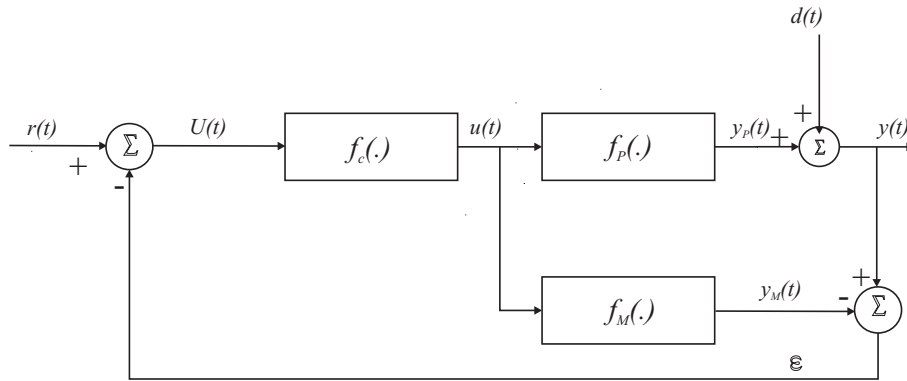 d(t)
r(t)
+
Σ
-
U(t)
f_c(.)
u(t)
f_P(.)
y_P(t)
+
+
Σ
y(t)
f_M(.)
y_M(t)
-
+
Σ
ε